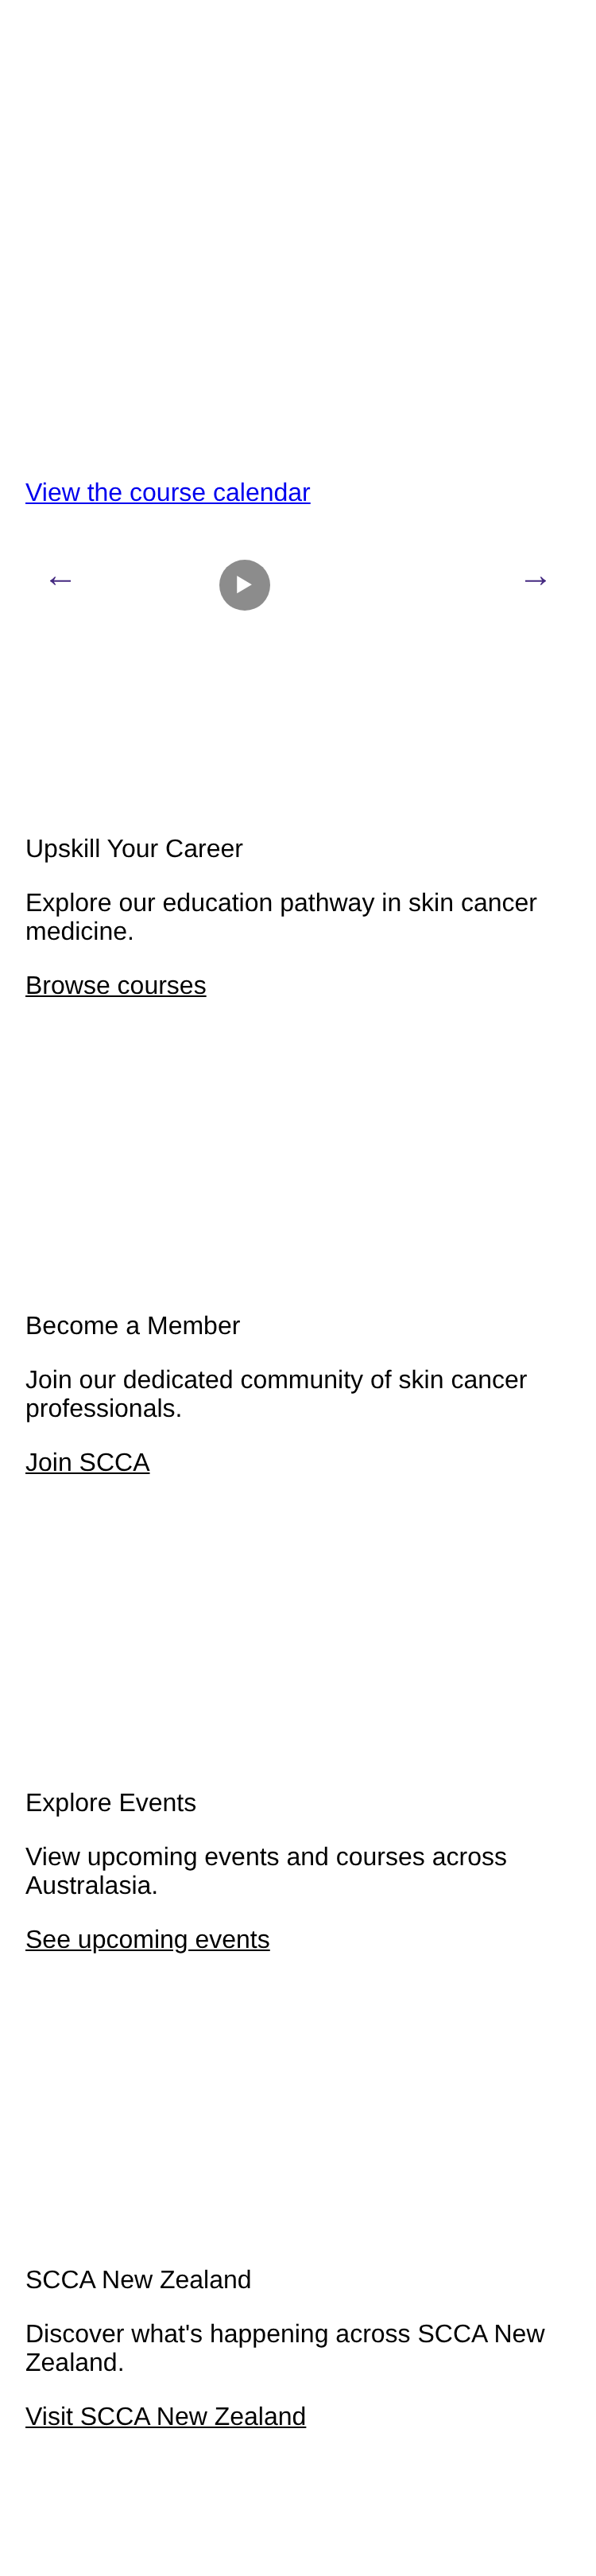 View the course calendar
← →
Upskill Your Career
Explore our education pathway in skin cancer
medicine.
Browse courses
Become a Member
Join our dedicated community of skin cancer
professionals.
Join SCCA
Explore Events
View upcoming events and courses across
Australasia.
See upcoming events
SCCA New Zealand
Discover what's happening across SCCA New
Zealand.
Visit SCCA New Zealand